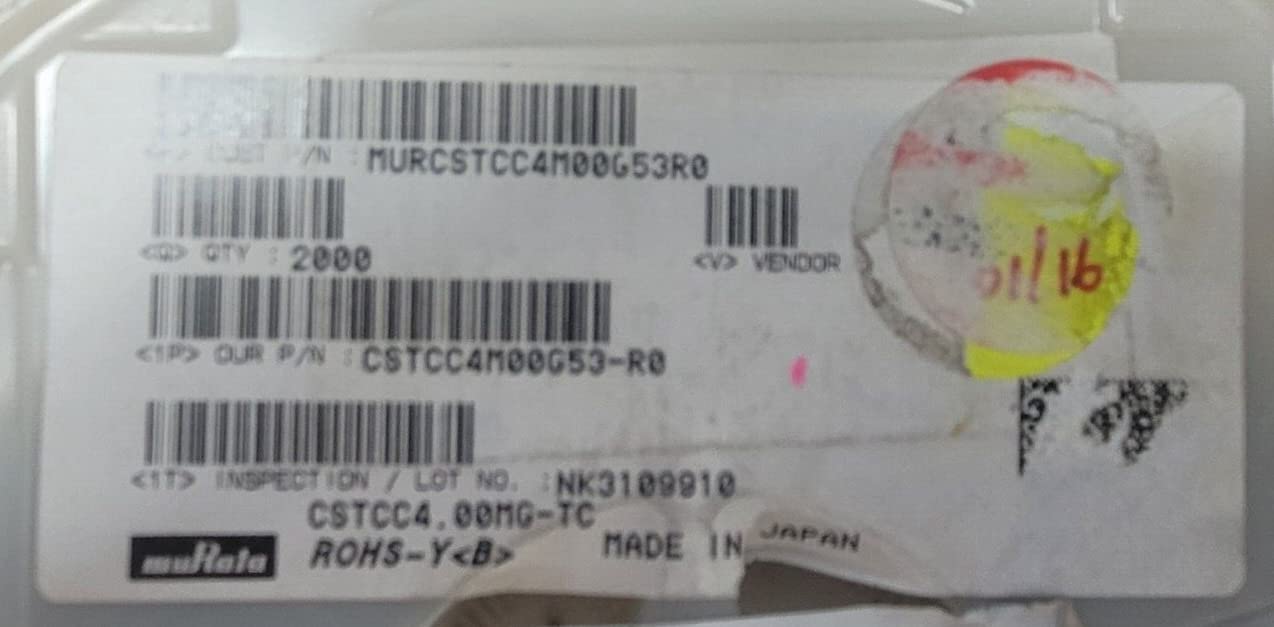 P/N : MURCSTCC4M00G53R0
<Q> QTY : 2000
<V> VENDOR
01/16
<1P> OUR P/N : CSTCC4M00G53-R0
<1T> INSPECTION / LOT NO. :NK3109910
CSTCC4.00MG-TC
muRata ROHS-Y<B> MADE IN JAPAN